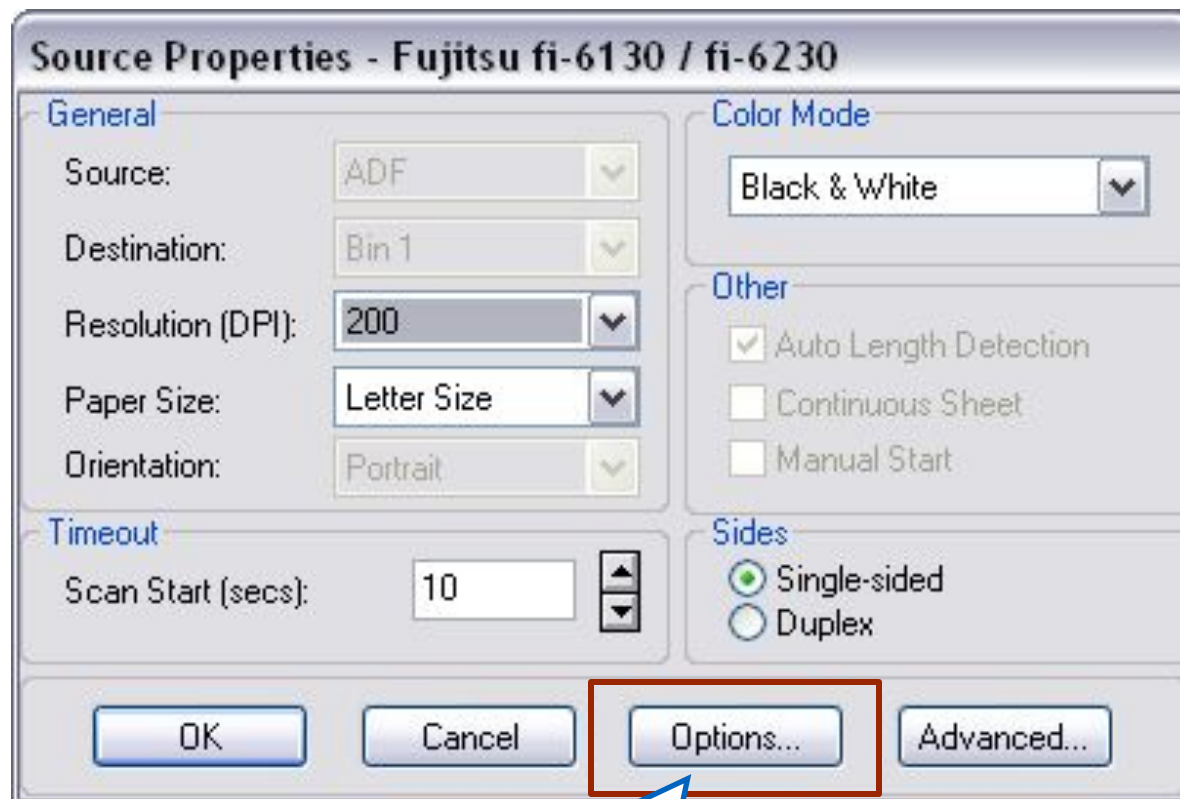 Source Properties - Fujitsu fi-6130 / fi-6230
General
Source: ADF
Destination: Bin 1
Resolution (DPI): 200
Paper Size: Letter Size
Orientation: Portrait
Color Mode
Black & White
Other
Auto Length Detection
Continuous Sheet
Manual Start
Timeout
Scan Start (secs): 10
Sides
Single-sided
Duplex
OK Cancel Options... Advanced...